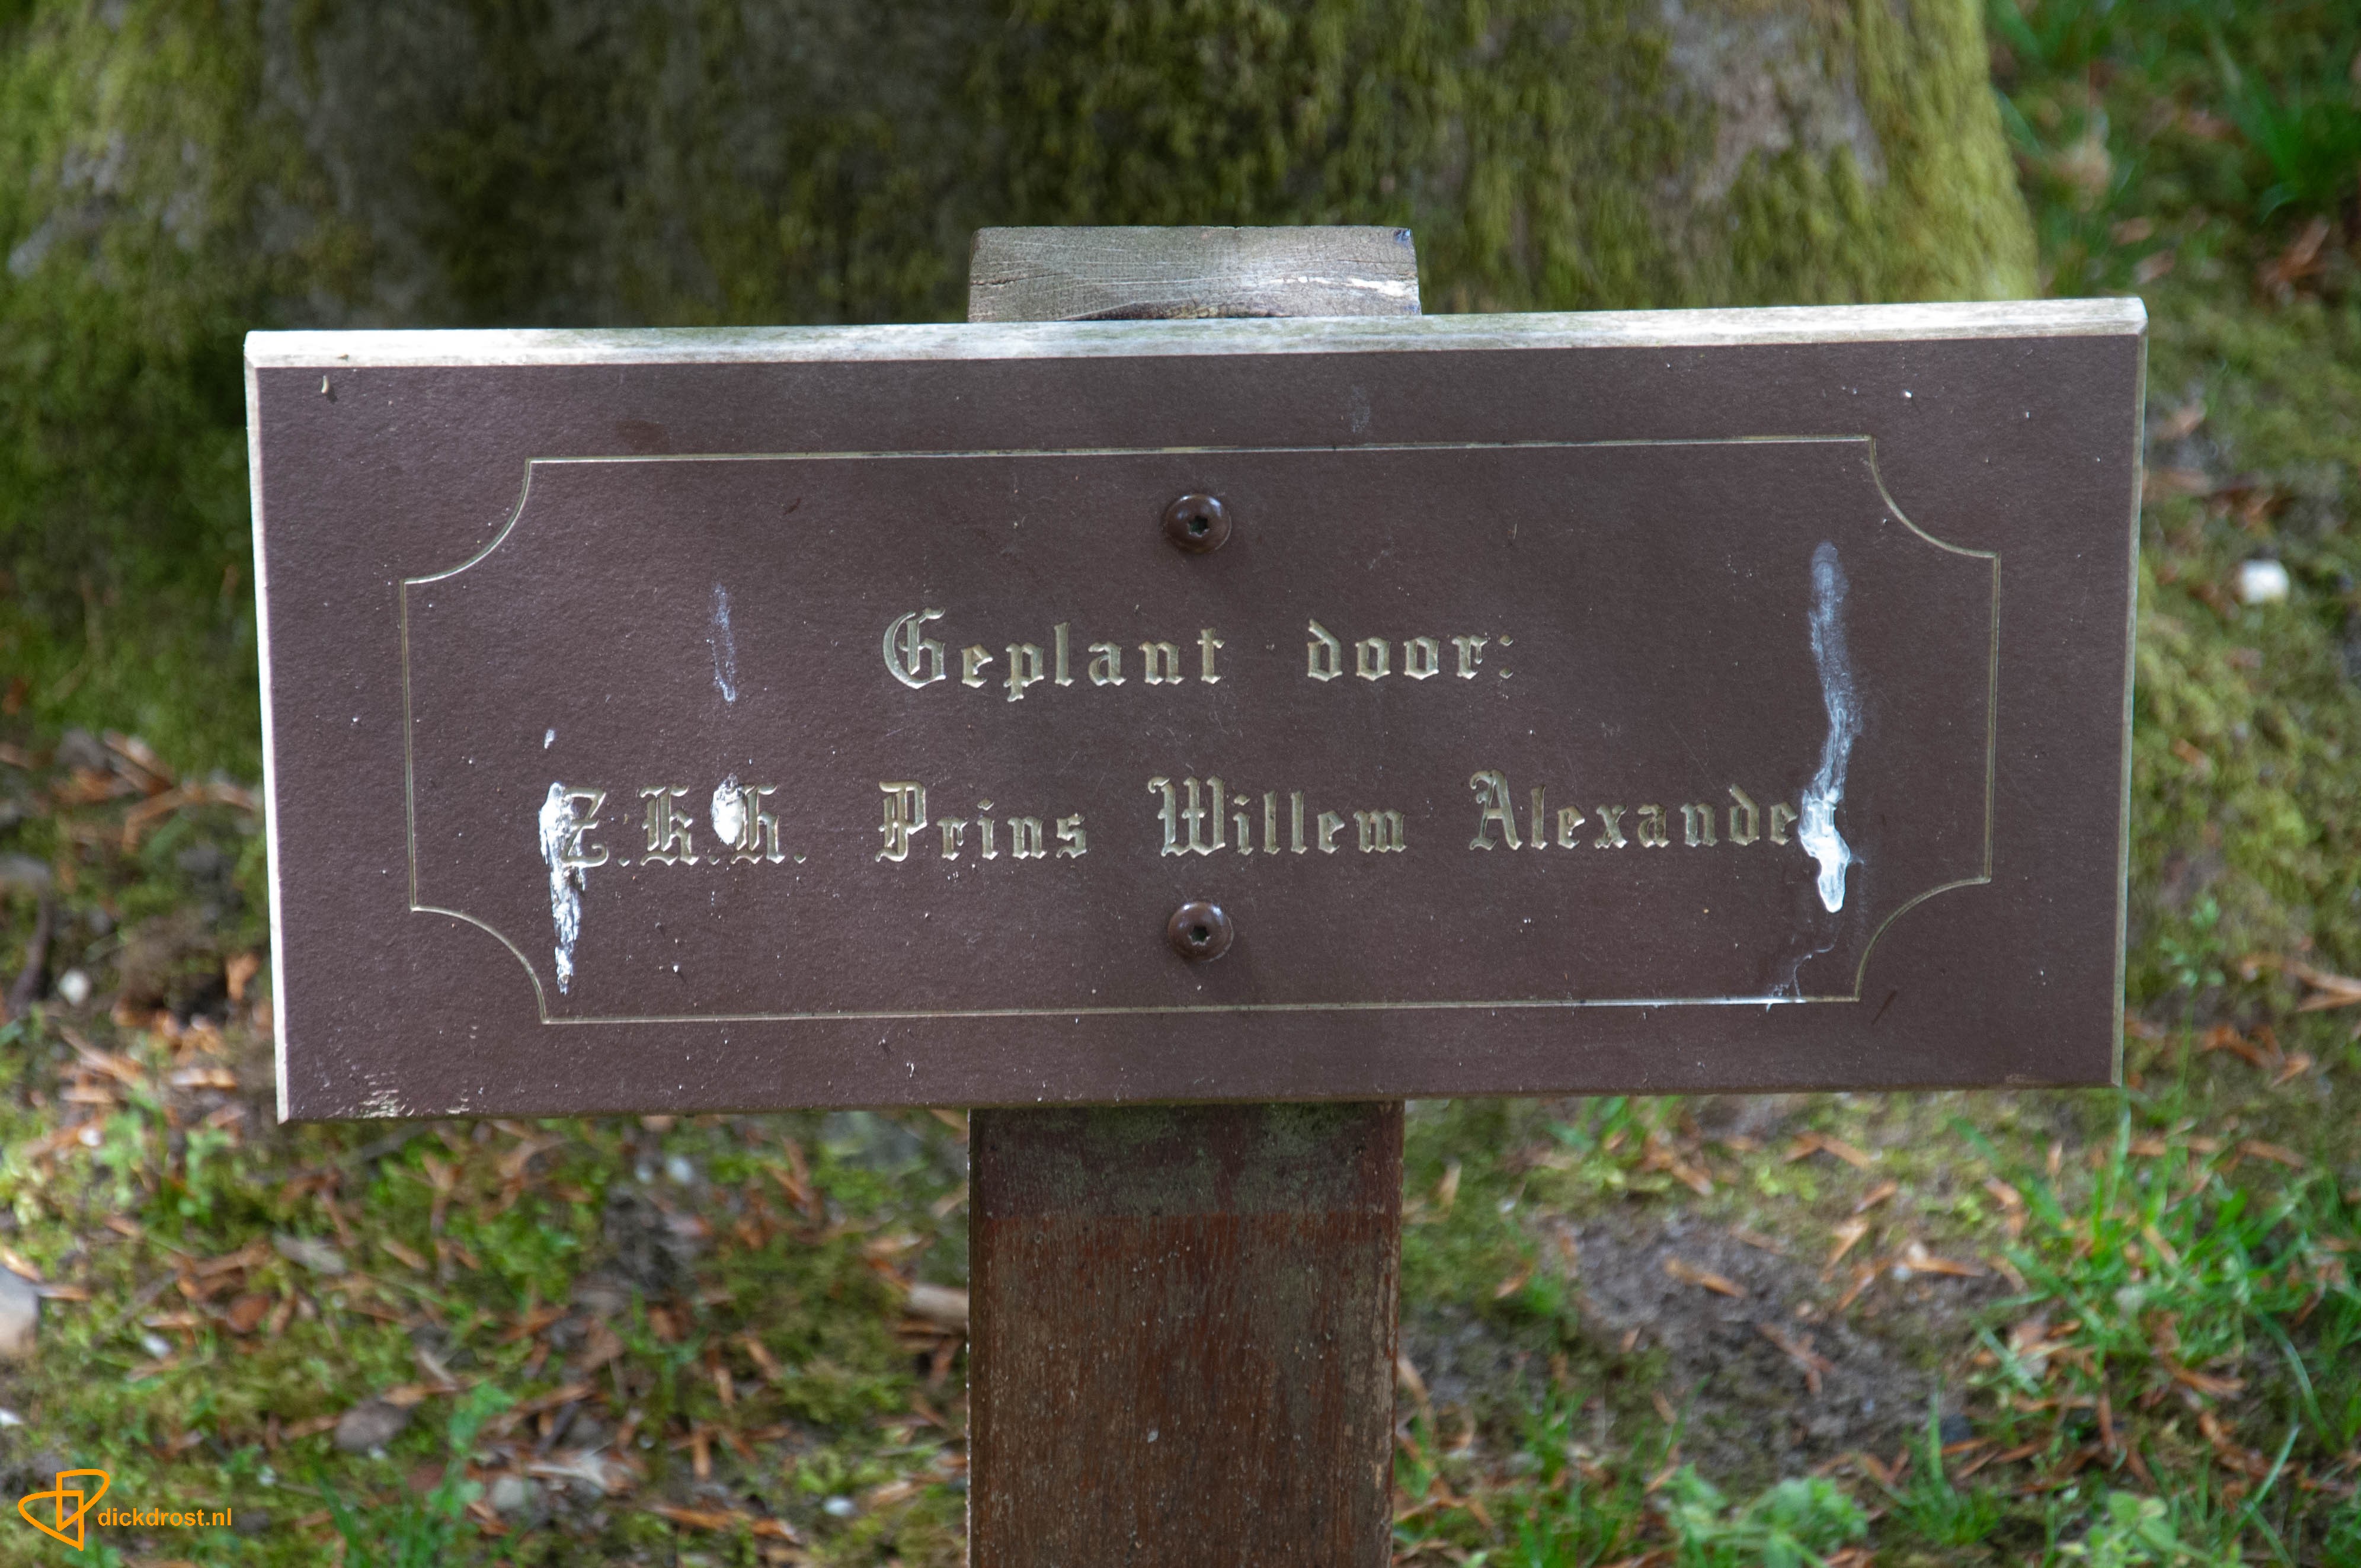 Geplant door:
Z.K.H. Prins Willem Alexander
dickdrost.nl